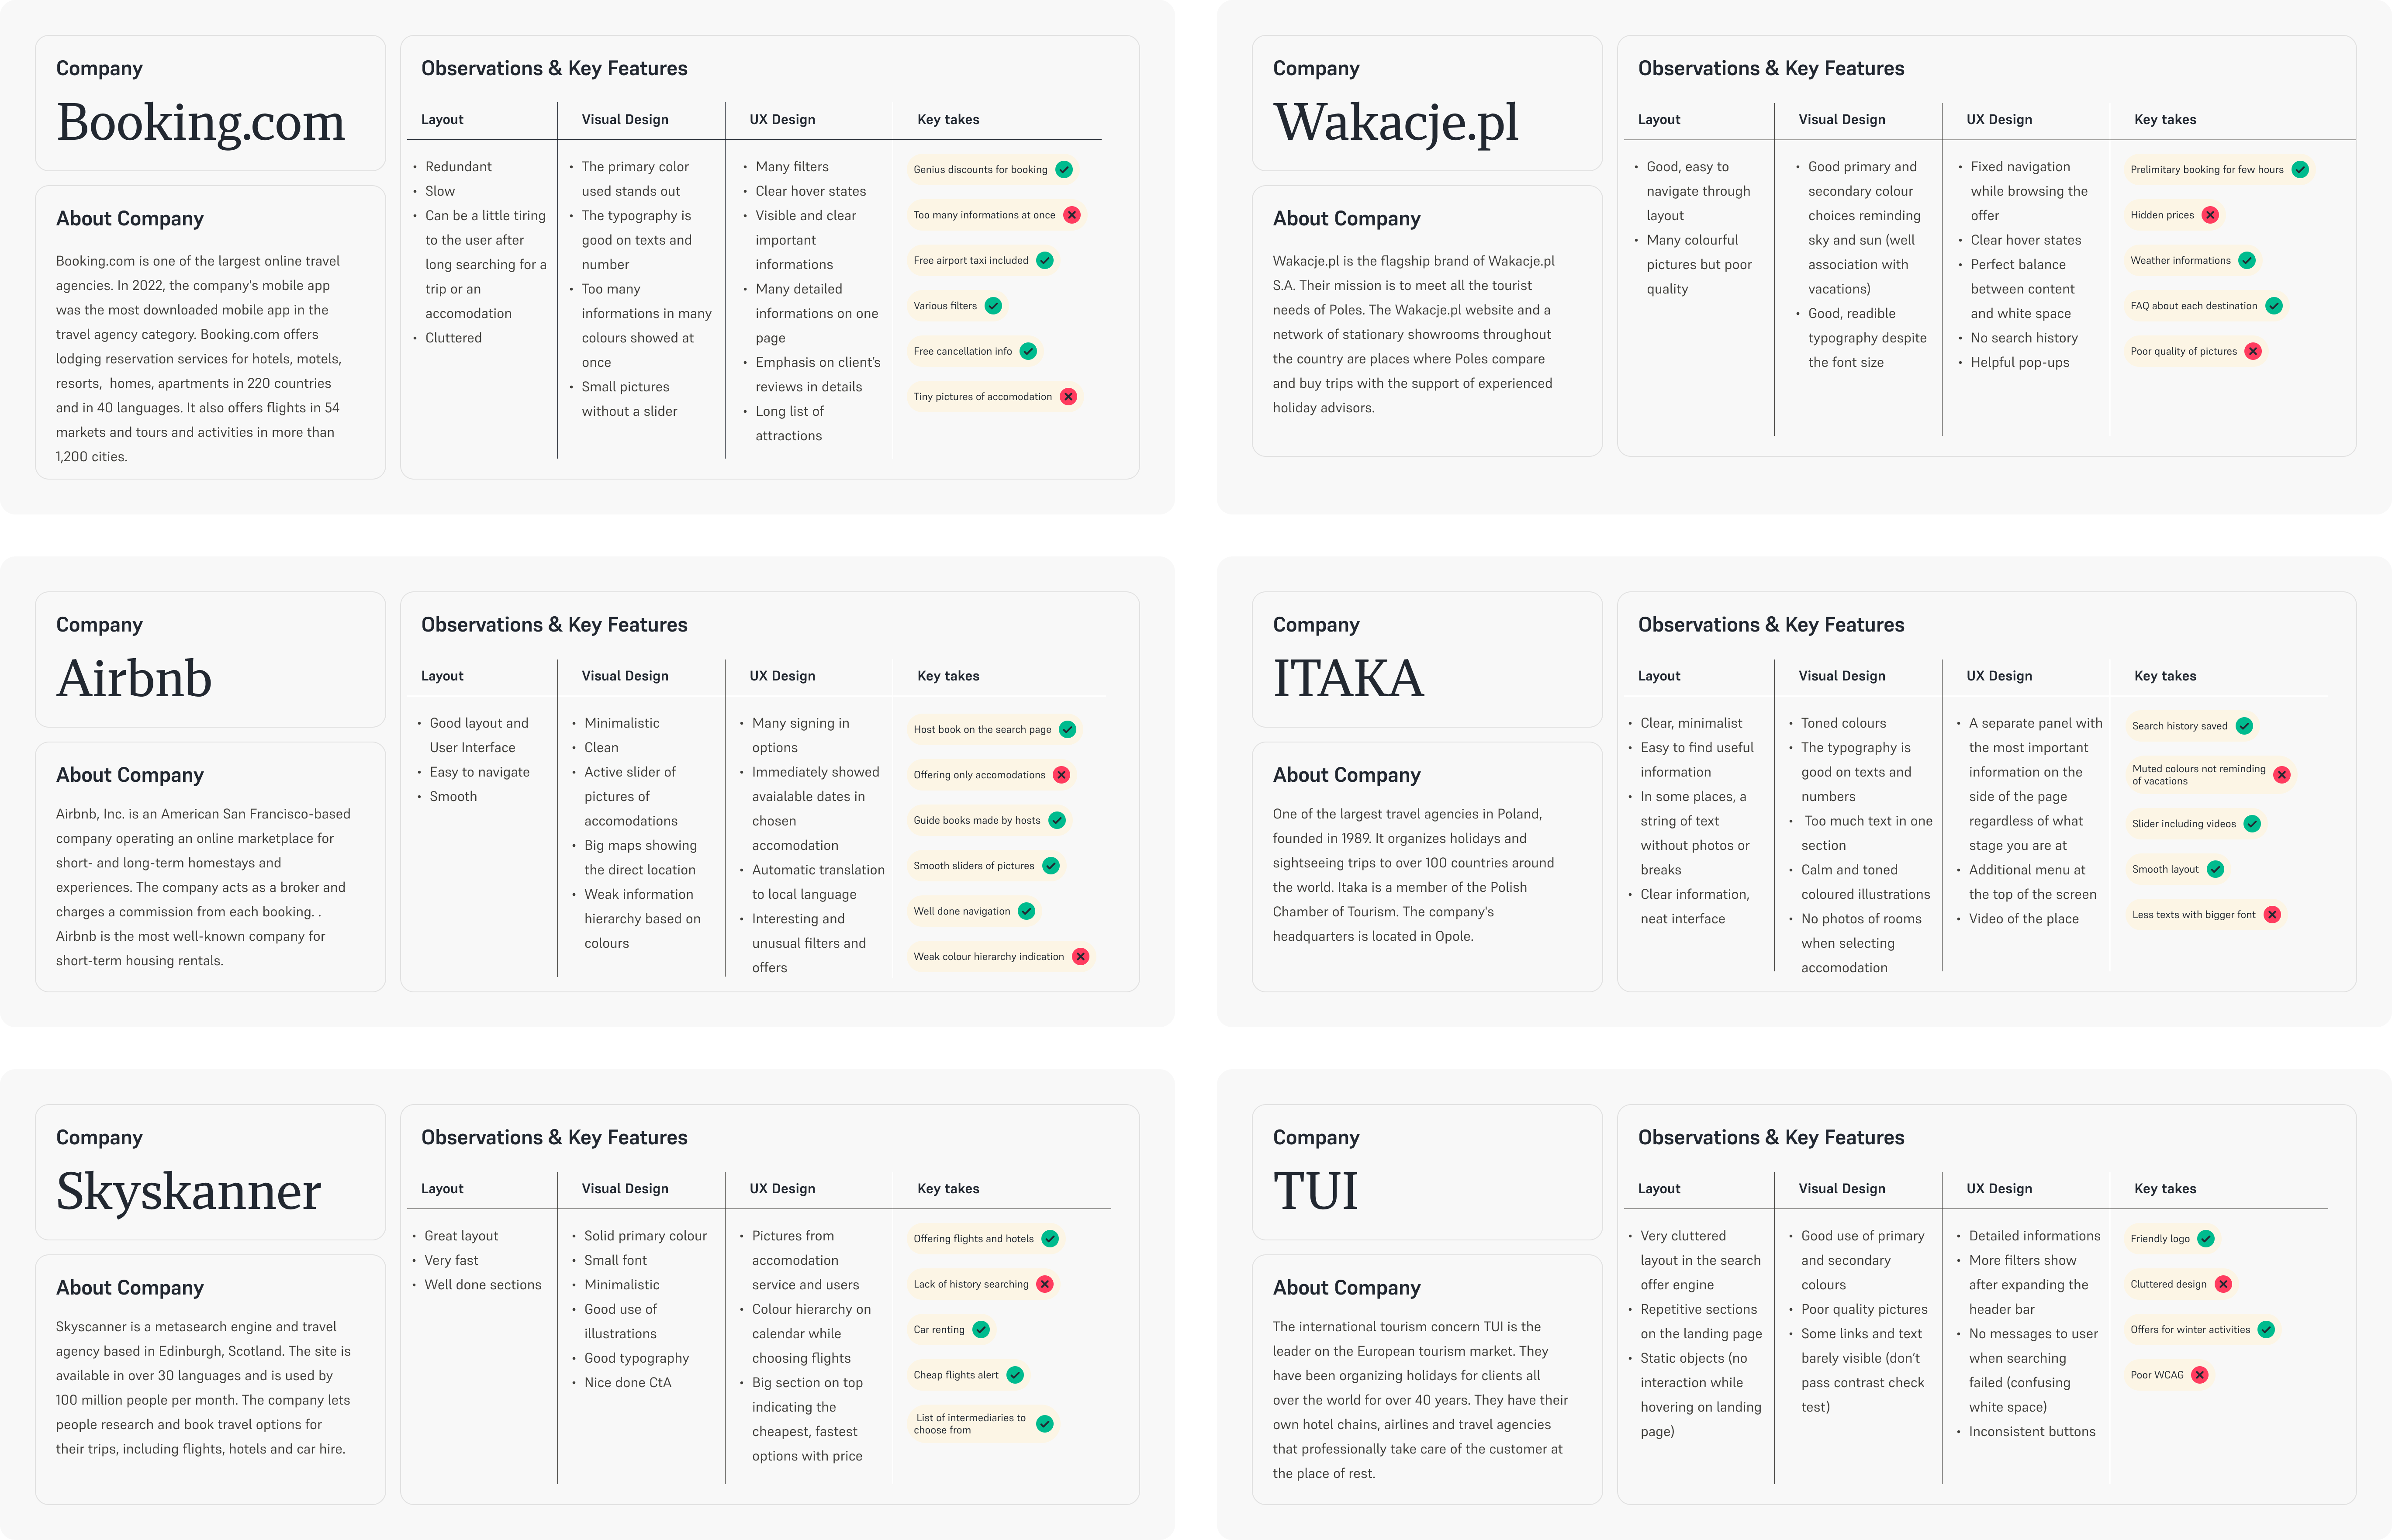 Company
Booking.com
About Company
Booking.com is one of the largest online travel
agencies. In 2022, the company's mobile app
was the most downloaded mobile app in the
travel agency category. Booking.com offers
lodging reservation services for hotels, motels,
resorts,  homes, apartments in 220 countries
and in 40 languages. It also offers flights in 54
markets and tours and activities in more than
1,200 cities.
Observations & Key Features
Layout
• Redundant
• Slow
• Can be a little tiring
to the user after
long searching for a
trip or an
accomodation
• Cluttered
Visual Design
• The primary color
used stands out
• The typography is
good on texts and
number
• Too many
informations in many
colours showed at
once
• Small pictures
without a slider
UX Design
• Many filters
• Clear hover states
• Visible and clear
important
informations
• Many detailed
informations on one
page
• Emphasis on client's
reviews in details
• Long list of
attractions
Key takes
Genius discounts for booking
Too many informations at once
Free airport taxi included
Various filters
Free cancellation info
Tiny pictures of accomodation
Company
Wakacje.pl
About Company
Wakacje.pl is the flagship brand of Wakacje.pl
S.A. Their mission is to meet all the tourist
needs of Poles. The Wakacje.pl website and a
network of stationary showrooms throughout
the country are places where Poles compare
and buy trips with the support of experienced
holiday advisors.
Observations & Key Features
Layout
• Good, easy to
navigate through
layout
• Many colourful
pictures but poor
quality
Visual Design
• Good primary and
secondary colour
choices reminding
sky and sun (well
association with
vacations)
• Good, readible
typography despite
the font size
UX Design
• Fixed navigation
while browsing the
offer
• Clear hover states
• Perfect balance
between content
and white space
• No search history
• Helpful pop-ups
Key takes
Prelimitary booking for few hours
Hidden prices
Weather informations
FAQ about each destination
Poor quality of pictures
Company
Airbnb
About Company
Airbnb, Inc. is an American San Francisco-based
company operating an online marketplace for
short- and long-term homestays and
experiences. The company acts as a broker and
charges a commission from each booking. .
Airbnb is the most well-known company for
short-term housing rentals.
Observations & Key Features
Layout
• Good layout and
User Interface
• Easy to navigate
• Smooth
Visual Design
• Minimalistic
• Clean
• Active slider of
pictures of
accomodations
• Big maps showing
the direct location
• Weak information
hierarchy based on
colours
UX Design
• Many signing in
options
• Immediately showed
avaialable dates in
chosen
accomodation
• Automatic translation
to local language
• Interesting and
unusual filters and
offers
Key takes
Host book on the search page
Offering only accomodations
Guide books made by hosts
Smooth sliders of pictures
Well done navigation
Weak colour hierarchy indication
Company
ITAKA
About Company
One of the largest travel agencies in Poland,
founded in 1989. It organizes holidays and
sightseeing trips to over 100 countries around
the world. Itaka is a member of the Polish
Chamber of Tourism. The company's
headquarters is located in Opole.
Observations & Key Features
Layout
• Clear, minimalist
• Easy to find useful
information
• In some places, a
string of text
without photos or
breaks
• Clear information,
neat interface
Visual Design
• Toned colours
• The typography is
good on texts and
numbers
• Too much text in one
section
• Calm and toned
coloured illustrations
• No photos of rooms
when selecting
accomodation
UX Design
• A separate panel with
the most important
information on the
side of the page
regardless of what
stage you are at
• Additional menu at
the top of the screen
• Video of the place
Key takes
Search history saved
Muted colours not reminding
of vacations
Slider including videos
Smooth layout
Less texts with bigger font
Company
Skyskanner
About Company
Skyscanner is a metasearch engine and travel
agency based in Edinburgh, Scotland. The site is
available in over 30 languages and is used by
100 million people per month. The company lets
people research and book travel options for
their trips, including flights, hotels and car hire.
Observations & Key Features
Layout
• Great layout
• Very fast
• Well done sections
Visual Design
• Solid primary colour
• Small font
• Minimalistic
• Good use of
illustrations
• Good typography
• Nice done CtA
UX Design
• Pictures from
accomodation
service and users
• Colour hierarchy on
calendar while
choosing flights
• Big section on top
indicating the
cheapest, fastest
options with price
Key takes
Offering flights and hotels
Lack of history searching
Car renting
Cheap flights alert
List of intermediaries to
choose from
Company
TUI
About Company
The international tourism concern TUI is the
leader on the European tourism market. They
have been organizing holidays for clients all
over the world for over 40 years. They have their
own hotel chains, airlines and travel agencies
that professionally take care of the customer at
the place of rest.
Observations & Key Features
Layout
• Very cluttered
layout in the search
offer engine
• Repetitive sections
on the landing page
• Static objects (no
interaction while
hovering on landing
page)
Visual Design
• Good use of primary
and secondary
colours
• Poor quality pictures
• Some links and text
barely visible (don't
pass contrast check
test)
UX Design
• Detailed informations
• More filters show
after expanding the
header bar
• No messages to user
when searching
failed (confusing
white space)
• Inconsistent buttons
Key takes
Friendly logo
Cluttered design
Offers for winter activities
Poor WCAG